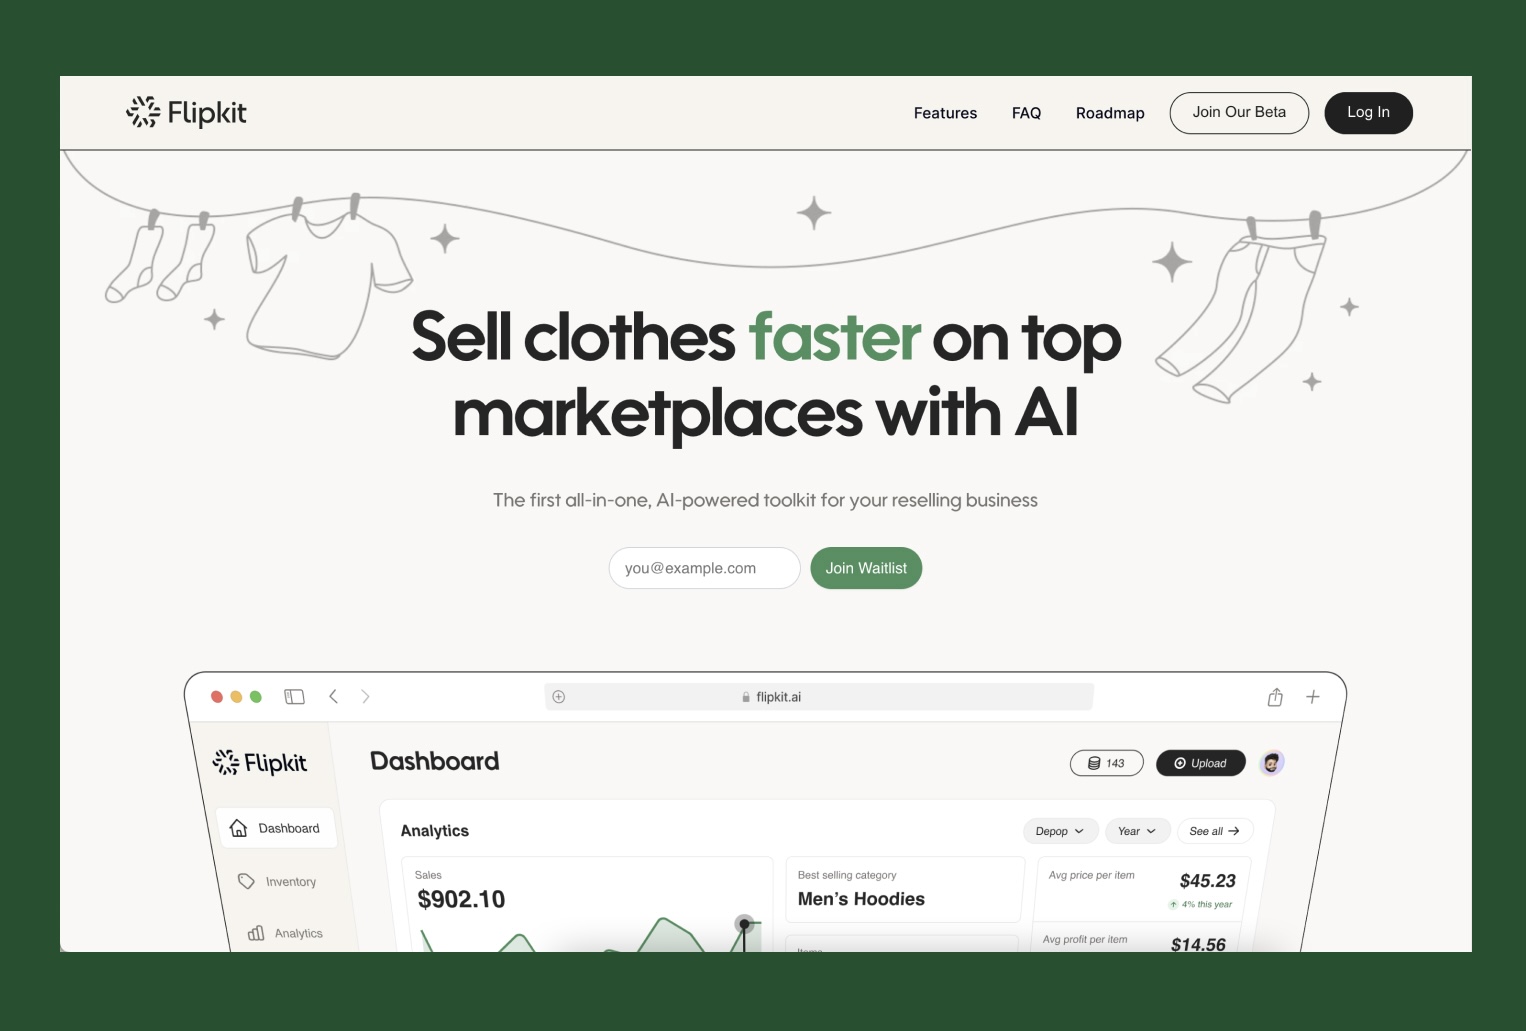 Flipkit
Features
FAQ
Roadmap
Join Our Beta
Log In
Sell clothes faster on top
marketplaces with AI
The first all-in-one, AI-powered toolkit for your reselling business
you@example.com
Join Waitlist
flipkit.ai
Flipkit
Dashboard
143
Upload
Dashboard
Inventory
Analytics
Analytics
Depop
Year
See all
Sales
$902.10
Best selling category
Men’s Hoodies
Avg price per item
$45.23
4% this year
Items
Avg profit per item
$14.56